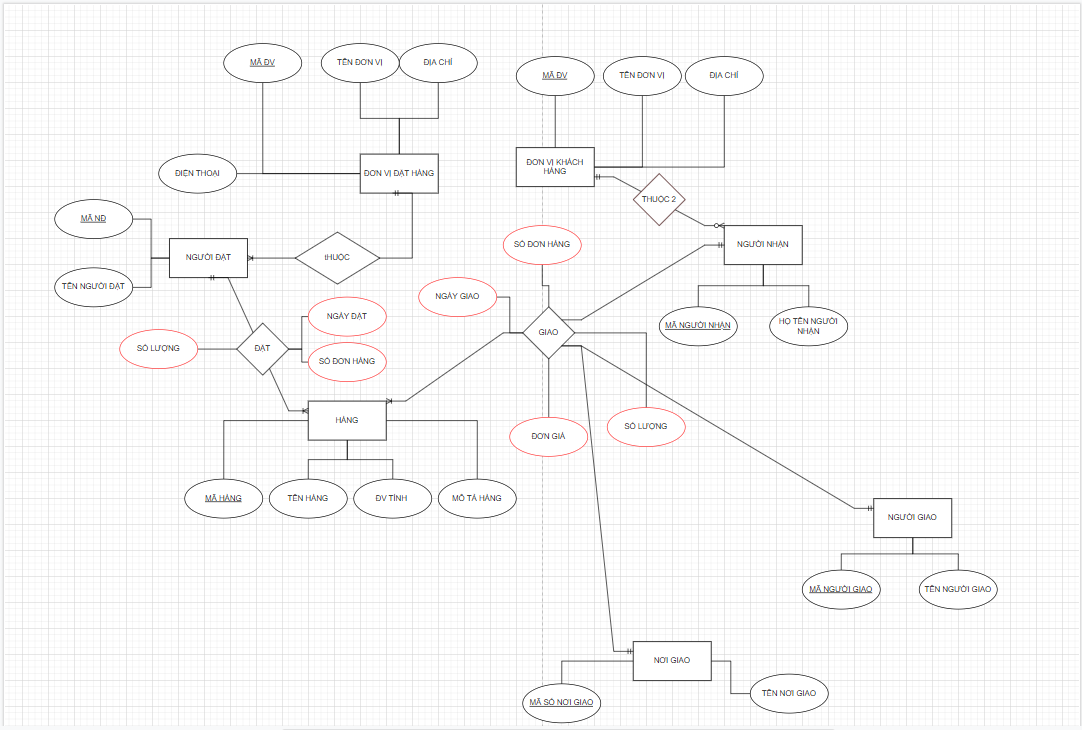 MÃ ĐV
TÊN ĐƠN VỊ
ĐỊA CHỈ
MÃ ĐV
TÊN ĐƠN VỊ
ĐỊA CHỈ
ĐIỆN THOẠI
ĐƠN VỊ ĐẶT HÀNG
ĐƠN VỊ KHÁCH
HÀNG
THUỘC 2
MÃ NĐ
NGƯỜI ĐẶT
tHUỘC
SỐ ĐƠN HÀNG
NGƯỜI NHẬN
TÊN NGƯỜI ĐẶT
NGÀY GIAO
NGÀY ĐẶT
MÃ NGƯỜI NHẬN
HỌ TÊN NGƯỜI
NHẬN
SỐ LƯỢNG
ĐẶT
SỐ ĐƠN HÀNG
GIAO
HÀNG
ĐƠN GIÁ
SỐ LƯỢNG
MÃ HÀNG
TÊN HÀNG
ĐV TÍNH
MÔ TẢ HÀNG
NGƯỜI GIAO
MÃ NGƯỜI GIAO
TÊN NGƯỜI GIAO
NƠI GIAO
MÃ SỐ NƠI GIAO
TÊN NƠI GIAO